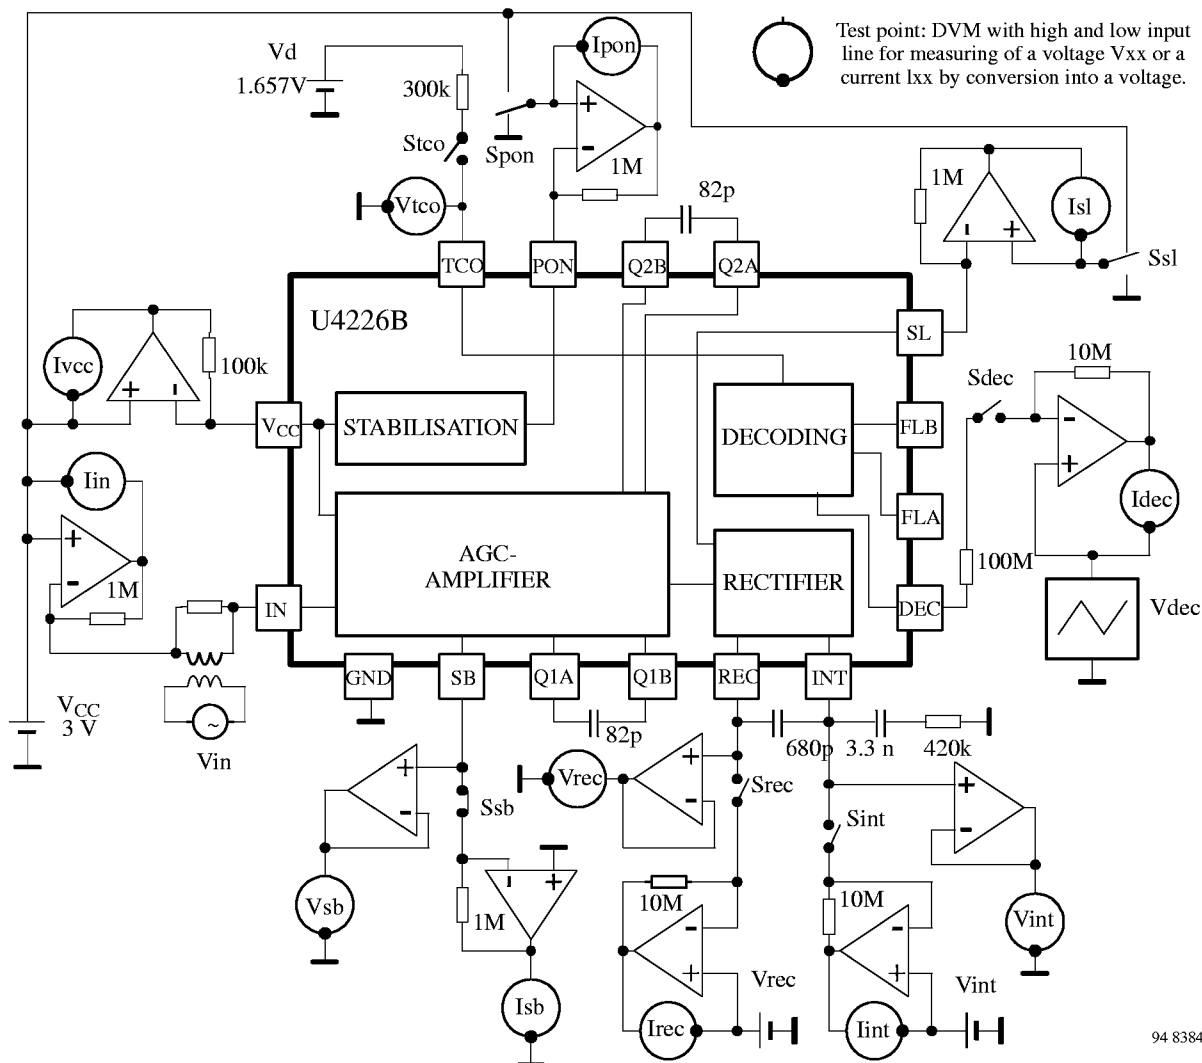 Test point: DVM with high and low input
line for measuring of a voltage Vxx or a
current Ixx by conversion into a voltage.
Vd
1.657V
300k
Ipon
Stco
Spon
1M
Vtco
82p
1M
Isl
Ssl
TCO
PON
Q2B
Q2A
U4226B
SL
Ivcc
100k
10M
Sdec
VCC
STABILISATION
DECODING
FLB
Iin
Idec
FLA
1M
AGC-
AMPLIFIER
RECTIFIER
100M
IN
DEC
Vdec
GND
SB
Q1A
Q1B
REC
INT
VCC
3 V
~
Vin
82p
680p
3.3 n
420k
Vrec
Srec
Ssb
Sint
10M
10M
Vsb
1M
Vint
Vrec
Vint
Isb
Irec
Iint
94 8384